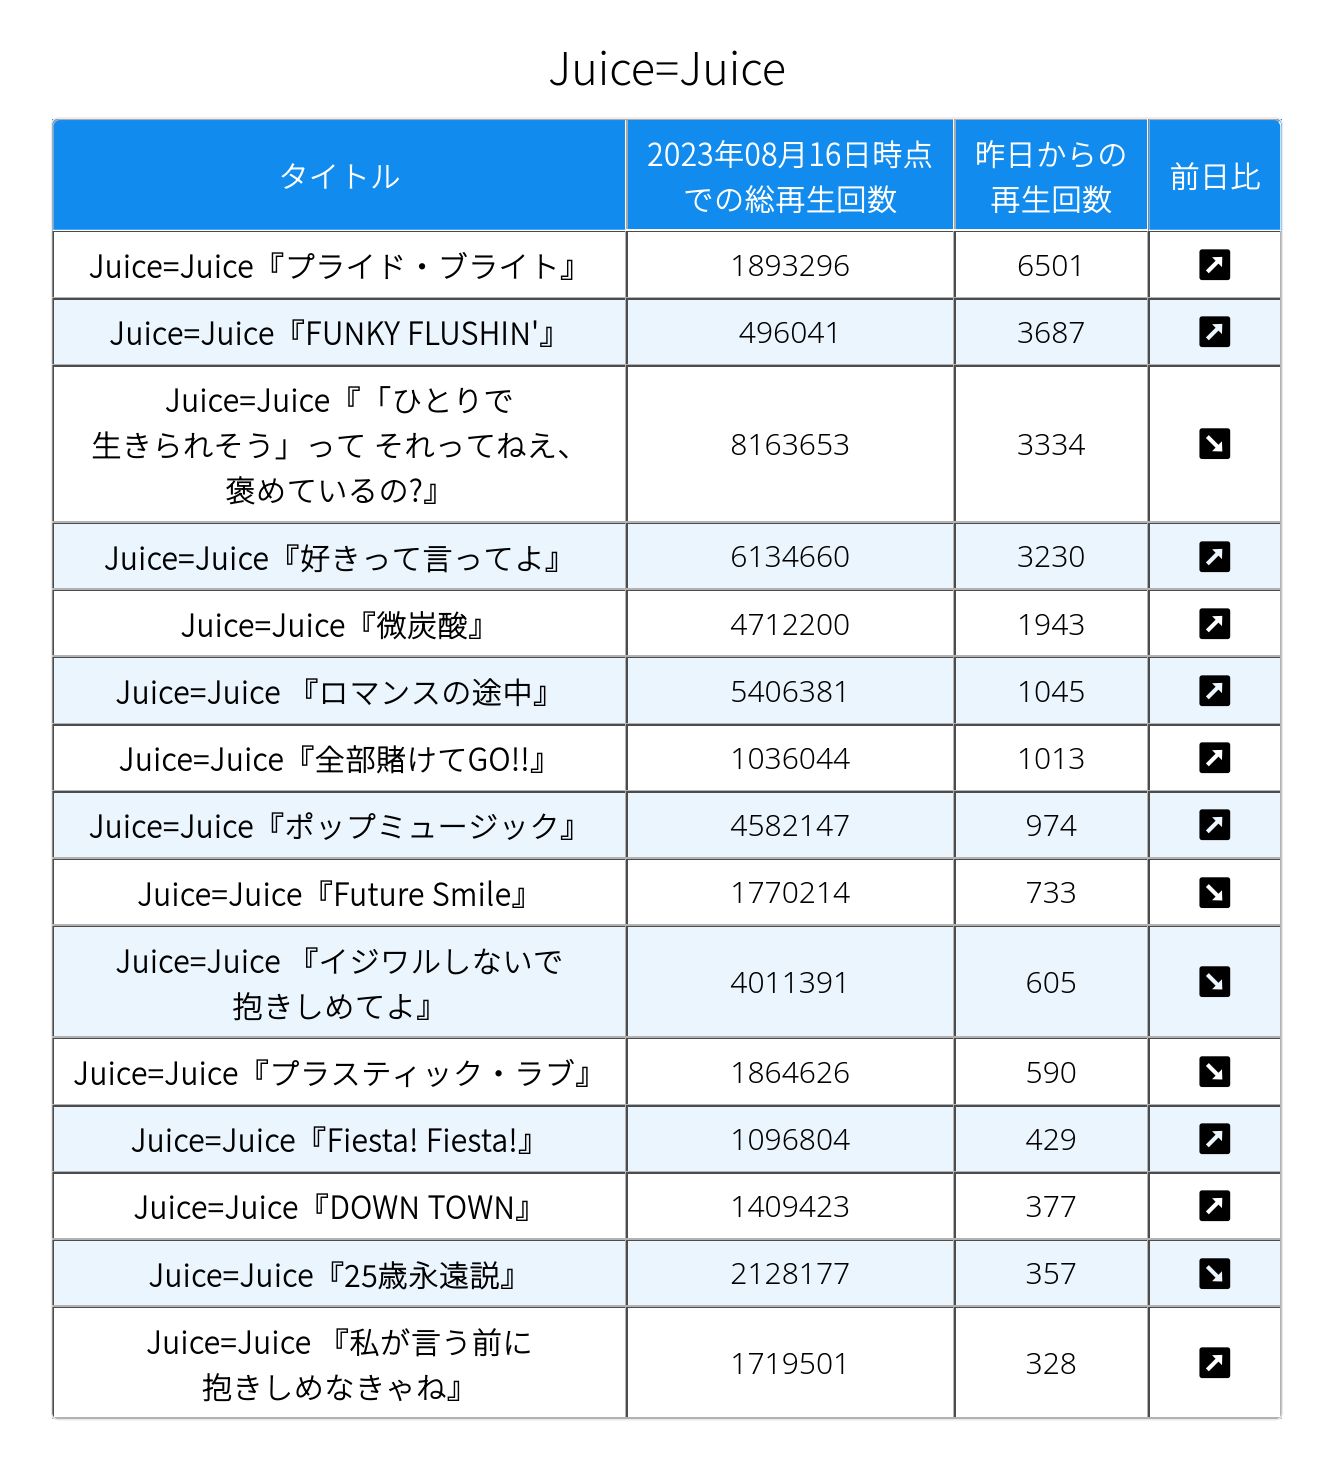 Juice=Juice
タイトル
2023年08月16日時点
での総再生回数
昨日からの
再生回数
前日比
Juice=Juice『プライド・ブライト』
1893296
6501
Juice=Juice『FUNKY FLUSHIN'』
496041
3687
Juice=Juice『「ひとりで
生きられそう」って それってねえ、
褒めているの?』
8163653
3334
Juice=Juice『好きって言ってよ』
6134660
3230
Juice=Juice『微炭酸』
4712200
1943
Juice=Juice 『ロマンスの途中』
5406381
1045
Juice=Juice『全部賭けてGO!!』
1036044
1013
Juice=Juice『ポップミュージック』
4582147
974
Juice=Juice『Future Smile』
1770214
733
Juice=Juice 『イジワルしないで
抱きしめてよ』
4011391
605
Juice=Juice『プラスティック・ラブ』
1864626
590
Juice=Juice『Fiesta! Fiesta!』
1096804
429
Juice=Juice『DOWN TOWN』
1409423
377
Juice=Juice『25歳永遠説』
2128177
357
Juice=Juice 『私が言う前に
抱きしめなきゃね』
1719501
328